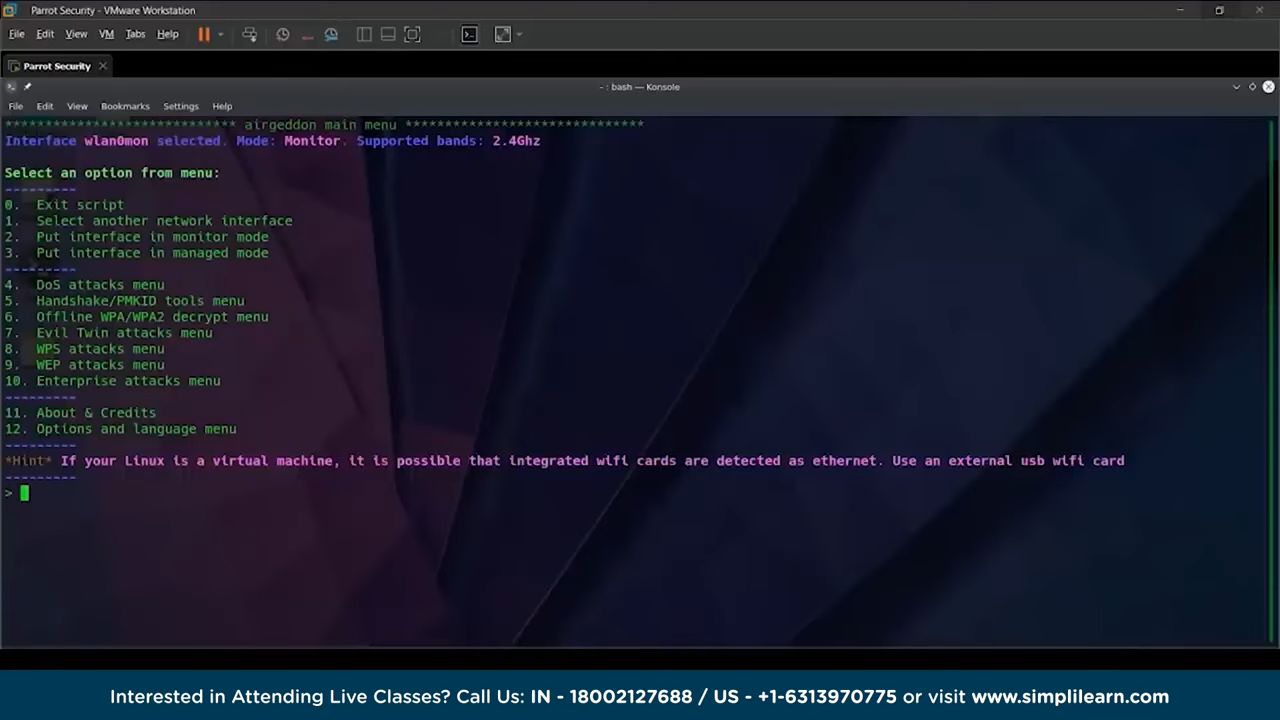 Parrot Security - VMware Workstation
File Edit View VM Tabs Help
Parrot Security
~ : bash — Konsole
File Edit View Bookmarks Settings Help
***************************** airgeddon main menu ******************************
Interface wlan0mon selected. Mode: Monitor. Supported bands: 2.4Ghz
Select an option from menu:
---------
0. Exit script
1. Select another network interface
2. Put interface in monitor mode
3. Put interface in managed mode
---------
4. DoS attacks menu
5. Handshake/PMKID tools menu
6. Offline WPA/WPA2 decrypt menu
7. Evil Twin attacks menu
8. WPS attacks menu
9. WEP attacks menu
10. Enterprise attacks menu
---------
11. About & Credits
12. Options and language menu
---------
*Hint* If your Linux is a virtual machine, it is possible that integrated wifi cards are detected as ethernet. Use an external usb wifi card
---------
>
Interested in Attending Live Classes? Call Us: IN - 18002127688 / US - +1-6313970775 or visit www.simplilearn.com